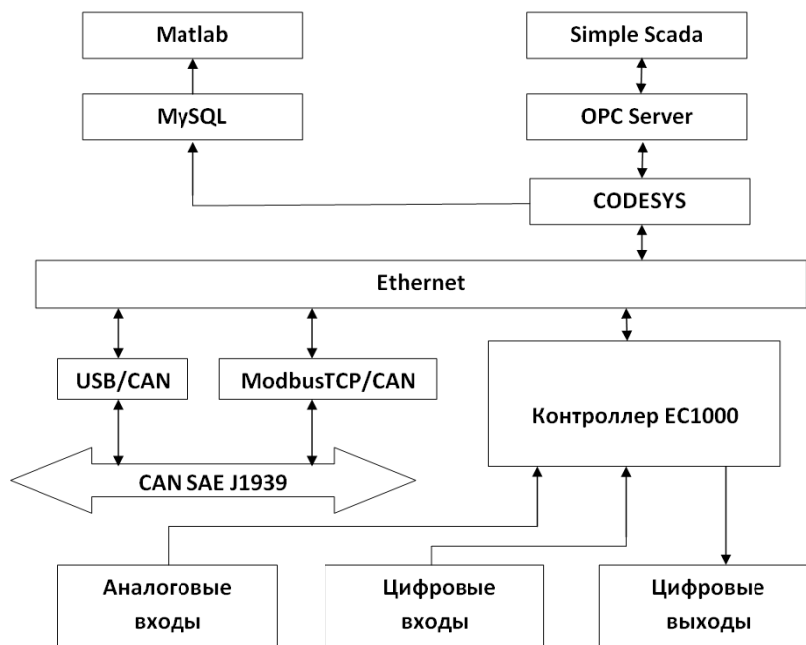 Matlab
Simple Scada
MySQL
OPC Server
CODESYS
Ethernet
USB/CAN
ModbusTCP/CAN
Контроллер EC1000
CAN SAE J1939
Аналоговые
входы
Цифровые
входы
Цифровые
выходы